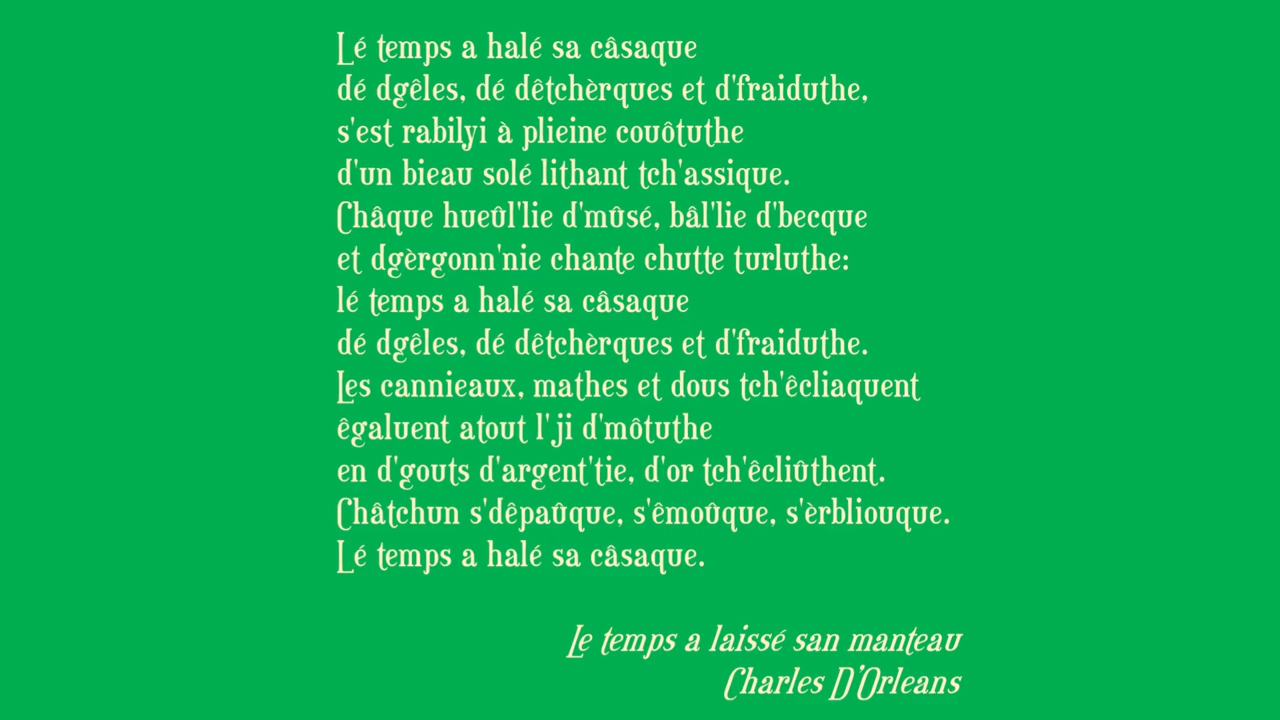 Lé temps a halé sa câsaque
dé dgêles, dé dêtchèrques et d'fraiduthe,
s'est rabilyi à plieine couôtuthe
d'un bieau solé lithant tch'assique.
Châque hueûl'lie d'mûsé, bâl'lie d'becque
et dgèrgonn'nie chante chutte turluthe:
lé temps a halé sa câsaque
dé dgêles, dé dêtchèrques et d'fraiduthe.
Les cannieaux, mathes et dous tch'êcliaquent
êgaluent atout l'ji d'môtuthe
en d'gouts d'argent'tie, d'or tch'êcliûthent.
Châtchun s'dêpaûque, s'êmoûque, s'èrbliouque.
Lé temps a halé sa câsaque.
Le temps a laissé san manteau
Charles D'Orleans